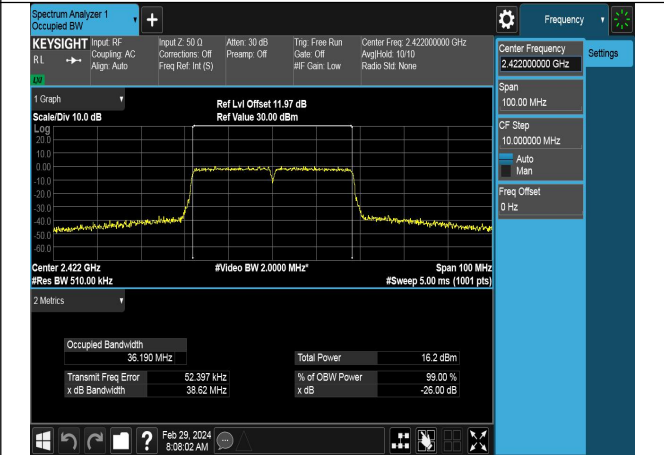 Spectrum Analyzer 1
Occupied BW
+
Frequency
KEYSIGHT
RL
Input: RF
Coupling: AC
Align: Auto
Input Z: 50 Ω
Corrections: Off
Freq Ref: Int (S)
Atten: 30 dB
Preamp: Off
Trig: Free Run
Gate: Off
#IF Gain: Low
Center Freq: 2.422000000 GHz
Avg|Hold: 10/10
Radio Std: None
Center Frequency
2.422000000 GHz
Settings
Span
100.00 MHz
CF Step
10.000000 MHz
Auto
Man
Freq Offset
0 Hz
1 Graph
Scale/Div 10.0 dB
Ref Lvl Offset 11.97 dB
Ref Value 30.00 dBm
Log
20.0
10.0
0.00
-10.0
-20.0
-30.0
-40.0
-50.0
-60.0
Center 2.422 GHz
#Res BW 510.00 kHz
#Video BW 2.0000 MHz*
Span 100 MHz
#Sweep 5.00 ms (1001 pts)
2 Metrics
Occupied Bandwidth
36.190 MHz
Transmit Freq Error 52.397 kHz
x dB Bandwidth 38.62 MHz
Total Power 16.2 dBm
% of OBW Power 99.00 %
x dB -26.00 dB
?
Feb 29, 2024
8:08:02 AM